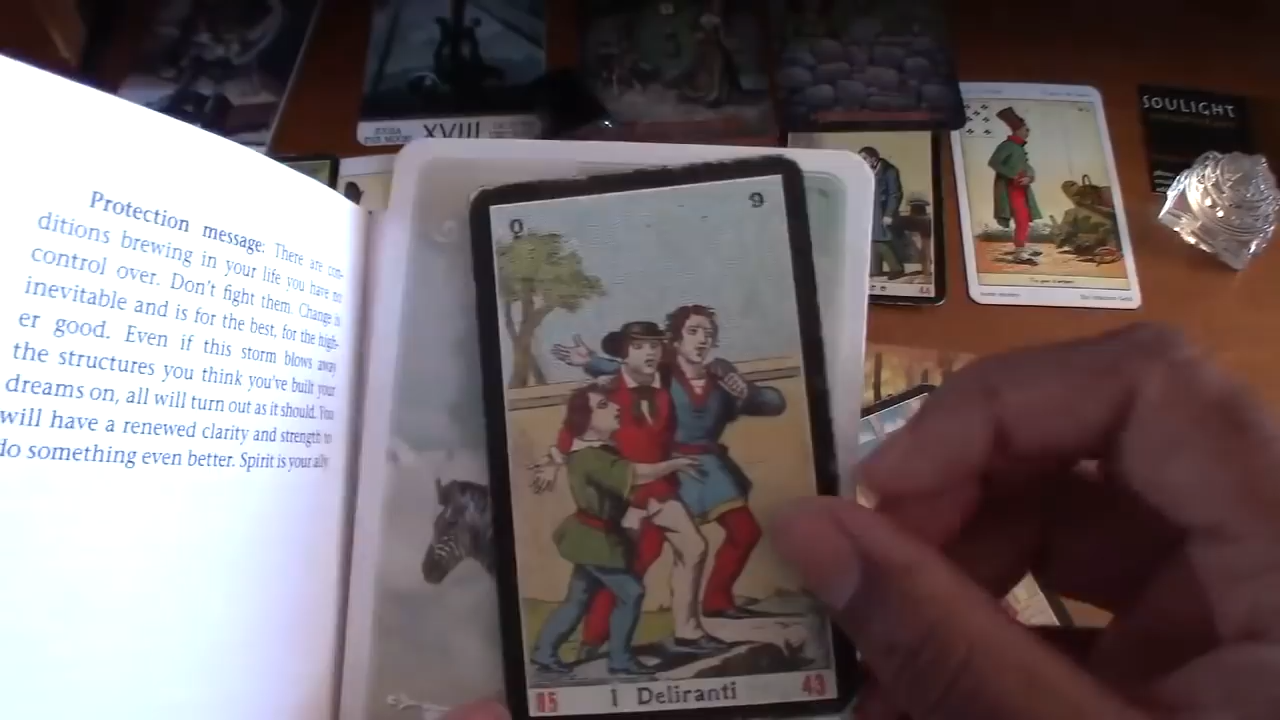 Protection message: There are con-
ditions brewing in your life you have no
control over. Don't fight them. Change is
inevitable and is for the best, for the high-
er good. Even if this storm blows away
the structures you think you've built your
dreams on, all will turn out as it should. You
will have a renewed clarity and strength to
do something even better. Spirit is your ally
XVIII
SOULIGHT
0 9
85 I Deliranti 43
44